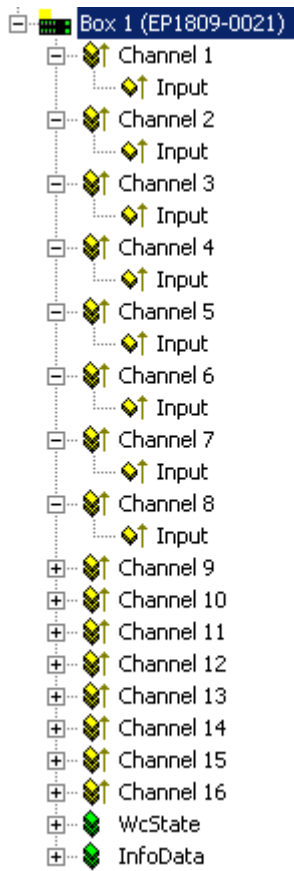 Box 1 (EP1809-0021)
Channel 1
Input
Channel 2
Input
Channel 3
Input
Channel 4
Input
Channel 5
Input
Channel 6
Input
Channel 7
Input
Channel 8
Input
Channel 9
Channel 10
Channel 11
Channel 12
Channel 13
Channel 14
Channel 15
Channel 16
WcState
InfoData